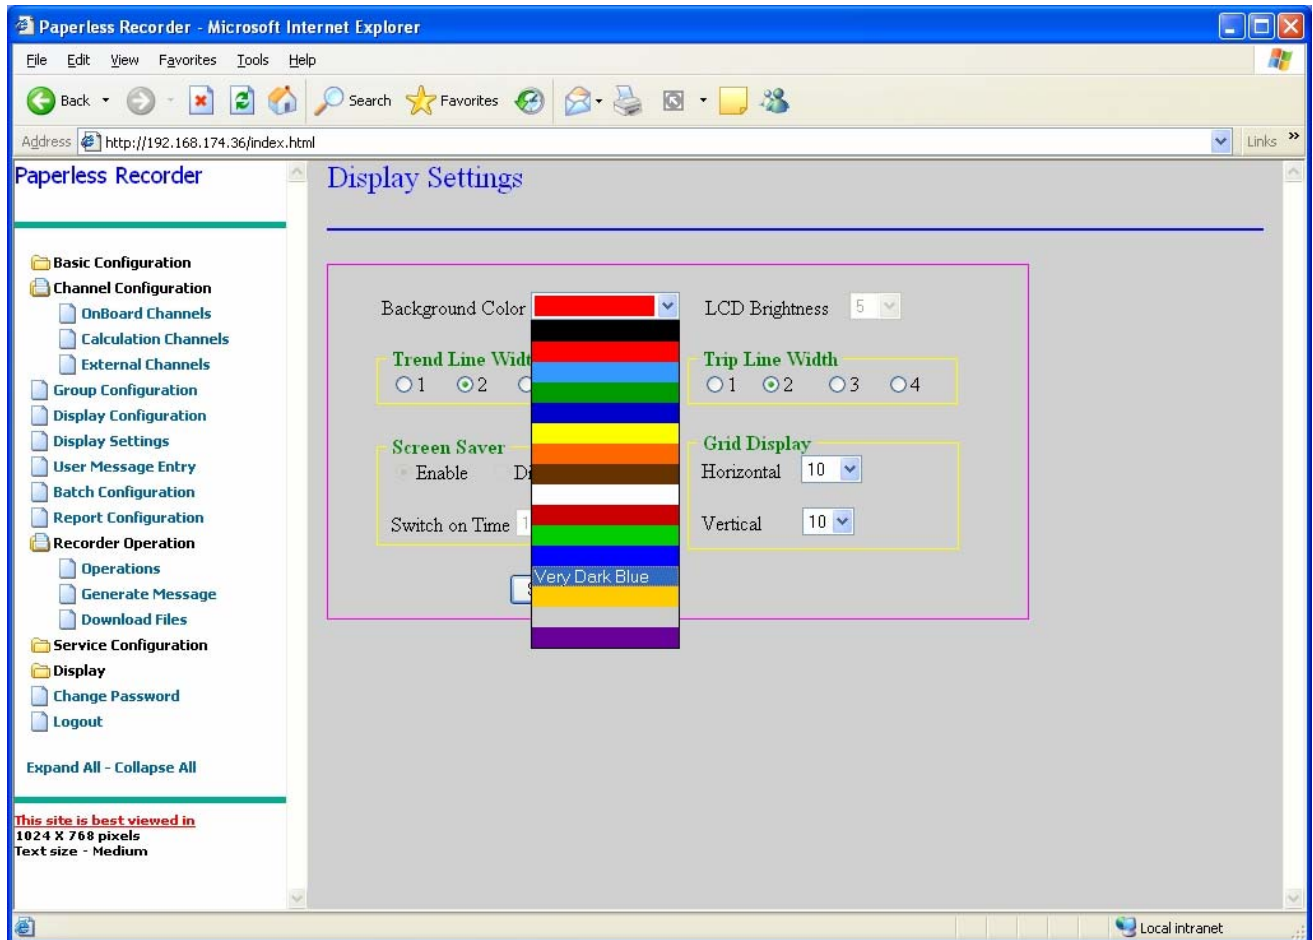 Paperless Recorder - Microsoft Internet Explorer
File Edit View Favorites Tools Help
Back Search Favorites
Address http://192.168.174.36/index.html Links »
Paperless Recorder
Basic Configuration
Channel Configuration
OnBoard Channels
Calculation Channels
External Channels
Group Configuration
Display Configuration
Display Settings
User Message Entry
Batch Configuration
Report Configuration
Recorder Operation
Operations
Generate Message
Download Files
Service Configuration
Display
Change Password
Logout
Expand All - Collapse All
This site is best viewed in
1024 X 768 pixels
Text size - Medium
Display Settings
Background Color LCD Brightness 5
Trend Line Trip Line Width
1 2 1 2 3 4
Screen Saver Grid Display
Enable Horizontal 10
Switch on Time Vertical 10
Very Dark Blue
Local intranet